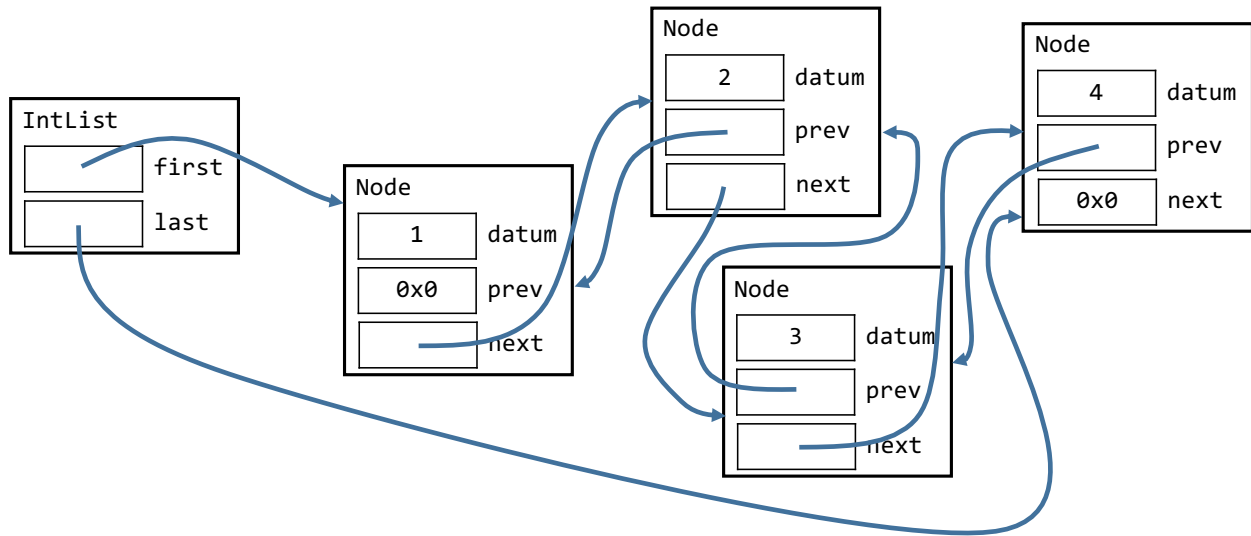 IntList
first
last
Node
1 datum
0x0 prev
next
Node
2 datum
prev
next
Node
3 datum
prev
next
Node
4 datum
prev
0x0 next